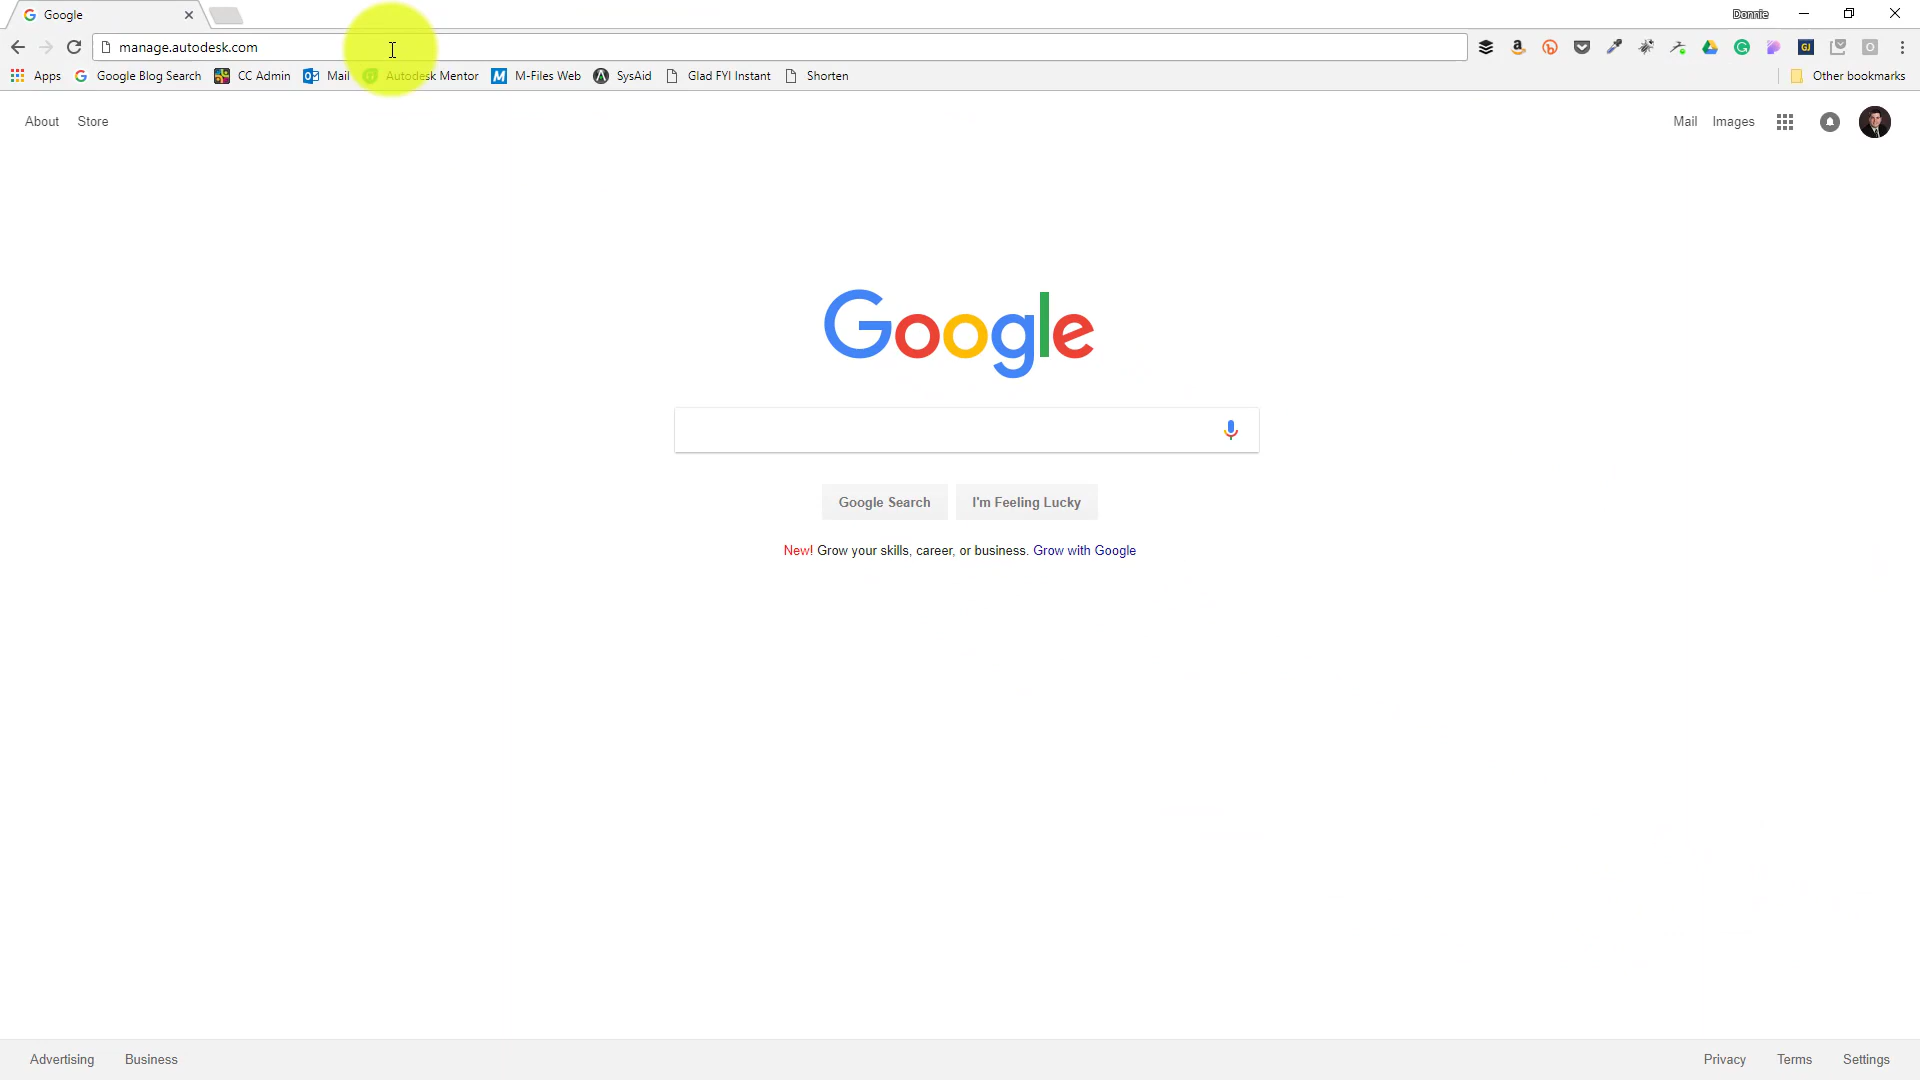 Google
Donnie
manage.autodesk.com
Apps Google Blog Search CC Admin Mail Autodesk Mentor M-Files Web SysAid Glad FYI Instant Shorten Other bookmarks
About Store Mail Images
Google
Google Search I'm Feeling Lucky
New! Grow your skills, career, or business. Grow with Google
Advertising Business Privacy Terms Settings